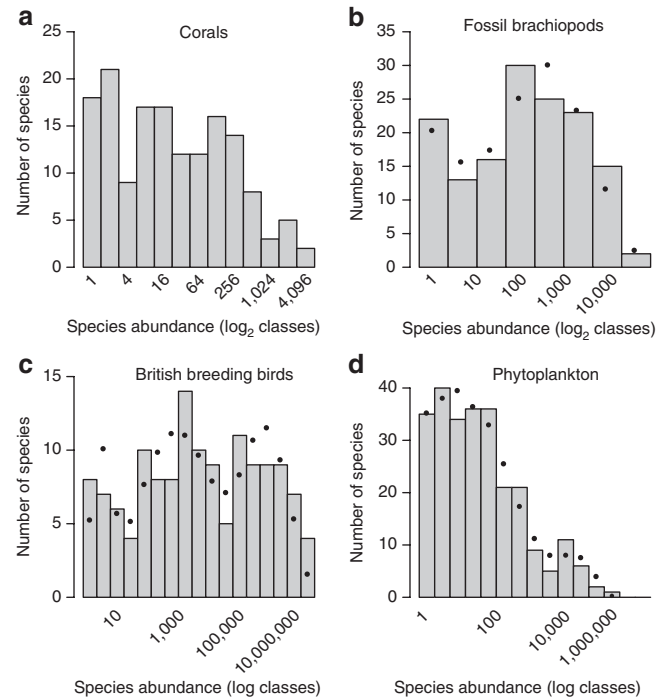 a
Corals
25
20
15
10
5
0
Number of species
1 4 16 64 256 1,024 4,096
Species abundance (log2 classes)
b
Fossil brachiopods
35
30
25
20
15
10
5
0
Number of species
1 10 100 1,000 10,000
Species abundance (log2 classes)
c
British breeding birds
15
10
5
0
Number of species
10 1,000 100,000 10,000,000
Species abundance (log classes)
d
Phytoplankton
40
30
20
10
0
Number of species
1 100 10,000 1,000,000
Species abundance (log classes)